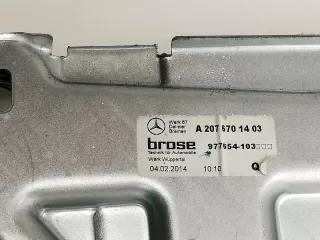 Werk 67
Daimler
Bremen
A 207 670 14 03
brose
Technik für Automobile
977654-103
Werk Wuppertal
04.02.2014 10:10